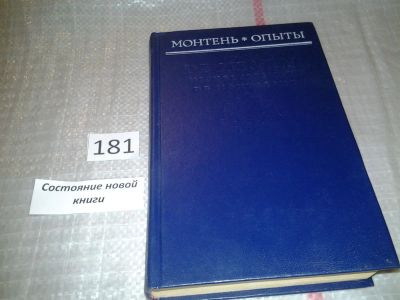 МОНТЕНЬ * ОПЫТЫ
181
Состояние новой
книги